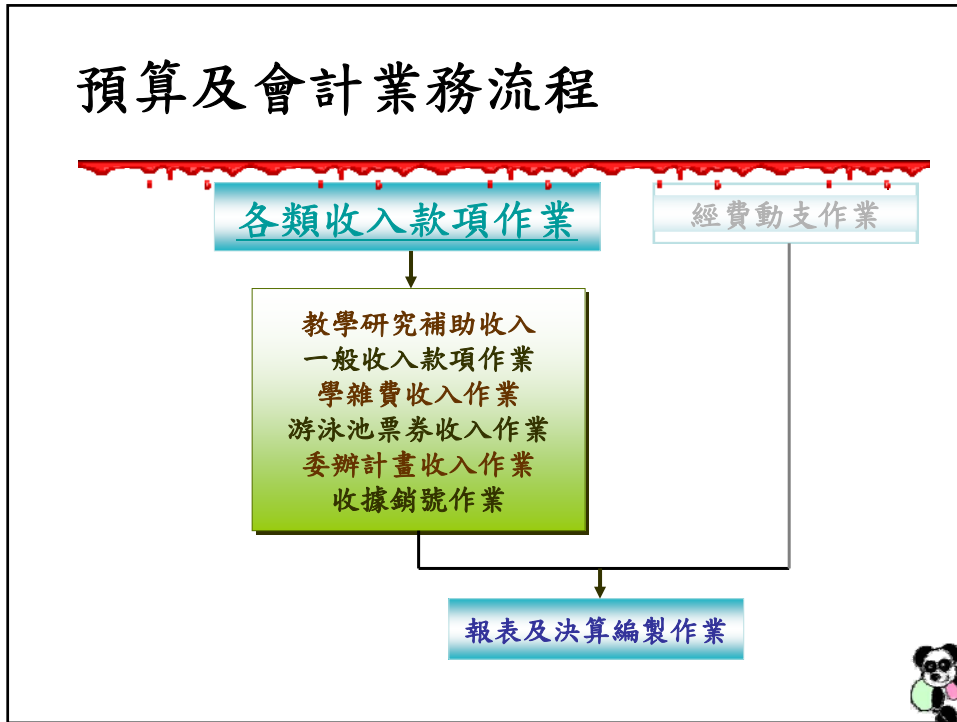 預算及會計業務流程
各類收入款項作業
經費動支作業
教學研究補助收入
一般收入款項作業
學雜費收入作業
游泳池票券收入作業
委辦計畫收入作業
收據銷號作業
報表及決算編製作業